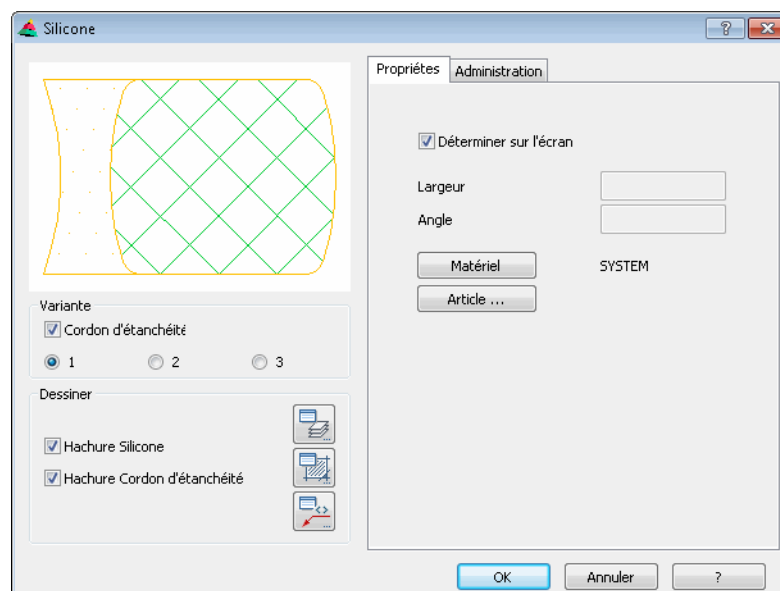 Silicone
?
Propriétes
Administration
Déterminer sur l'écran
Largeur
Angle
Matériel
SYSTEM
Article ...
Variante
Cordon d'étanchéité
1
2
3
Dessiner
Hachure Silicone
Hachure Cordon d'étanchéité
OK
Annuler
?